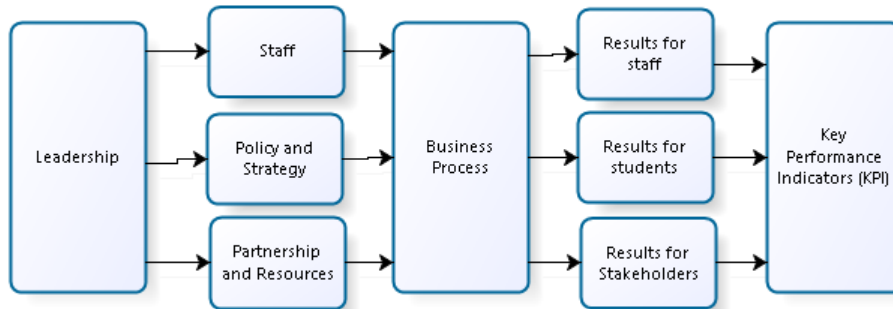 Leadership
Staff
Policy and
Strategy
Partnership
and Resources
Business
Process
Results for
staff
Results for
students
Results for
Stakeholders
Key
Performance
Indicators (KPI)